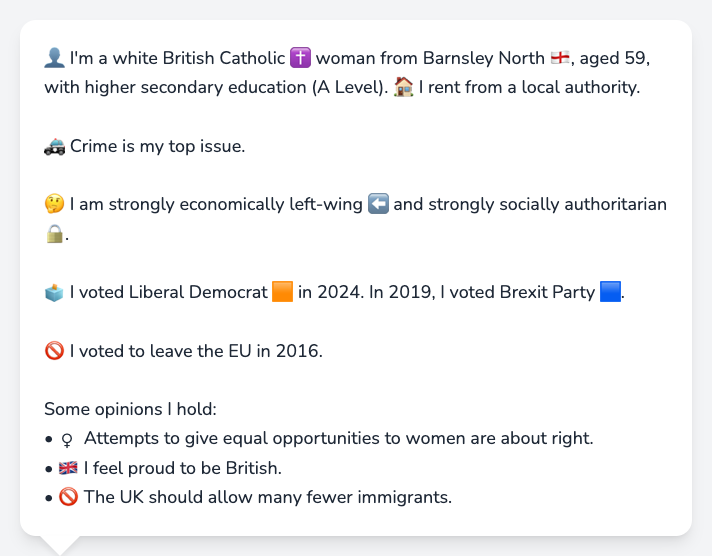 👤 I'm a white British Catholic ✝️ woman from Barnsley North 🏴󠁧󠁢󠁥󠁮󠁧󠁿, aged 59,
with higher secondary education (A Level). 🏠 I rent from a local authority.
🚓 Crime is my top issue.
🤔 I am strongly economically left-wing ⬅️ and strongly socially authoritarian
🔒.
🗳️ I voted Liberal Democrat 🟧 in 2024. In 2019, I voted Brexit Party 🟦.
🚫 I voted to leave the EU in 2016.
Some opinions I hold:
• ♀ Attempts to give equal opportunities to women are about right.
• 🇬🇧 I feel proud to be British.
• 🚫 The UK should allow many fewer immigrants.